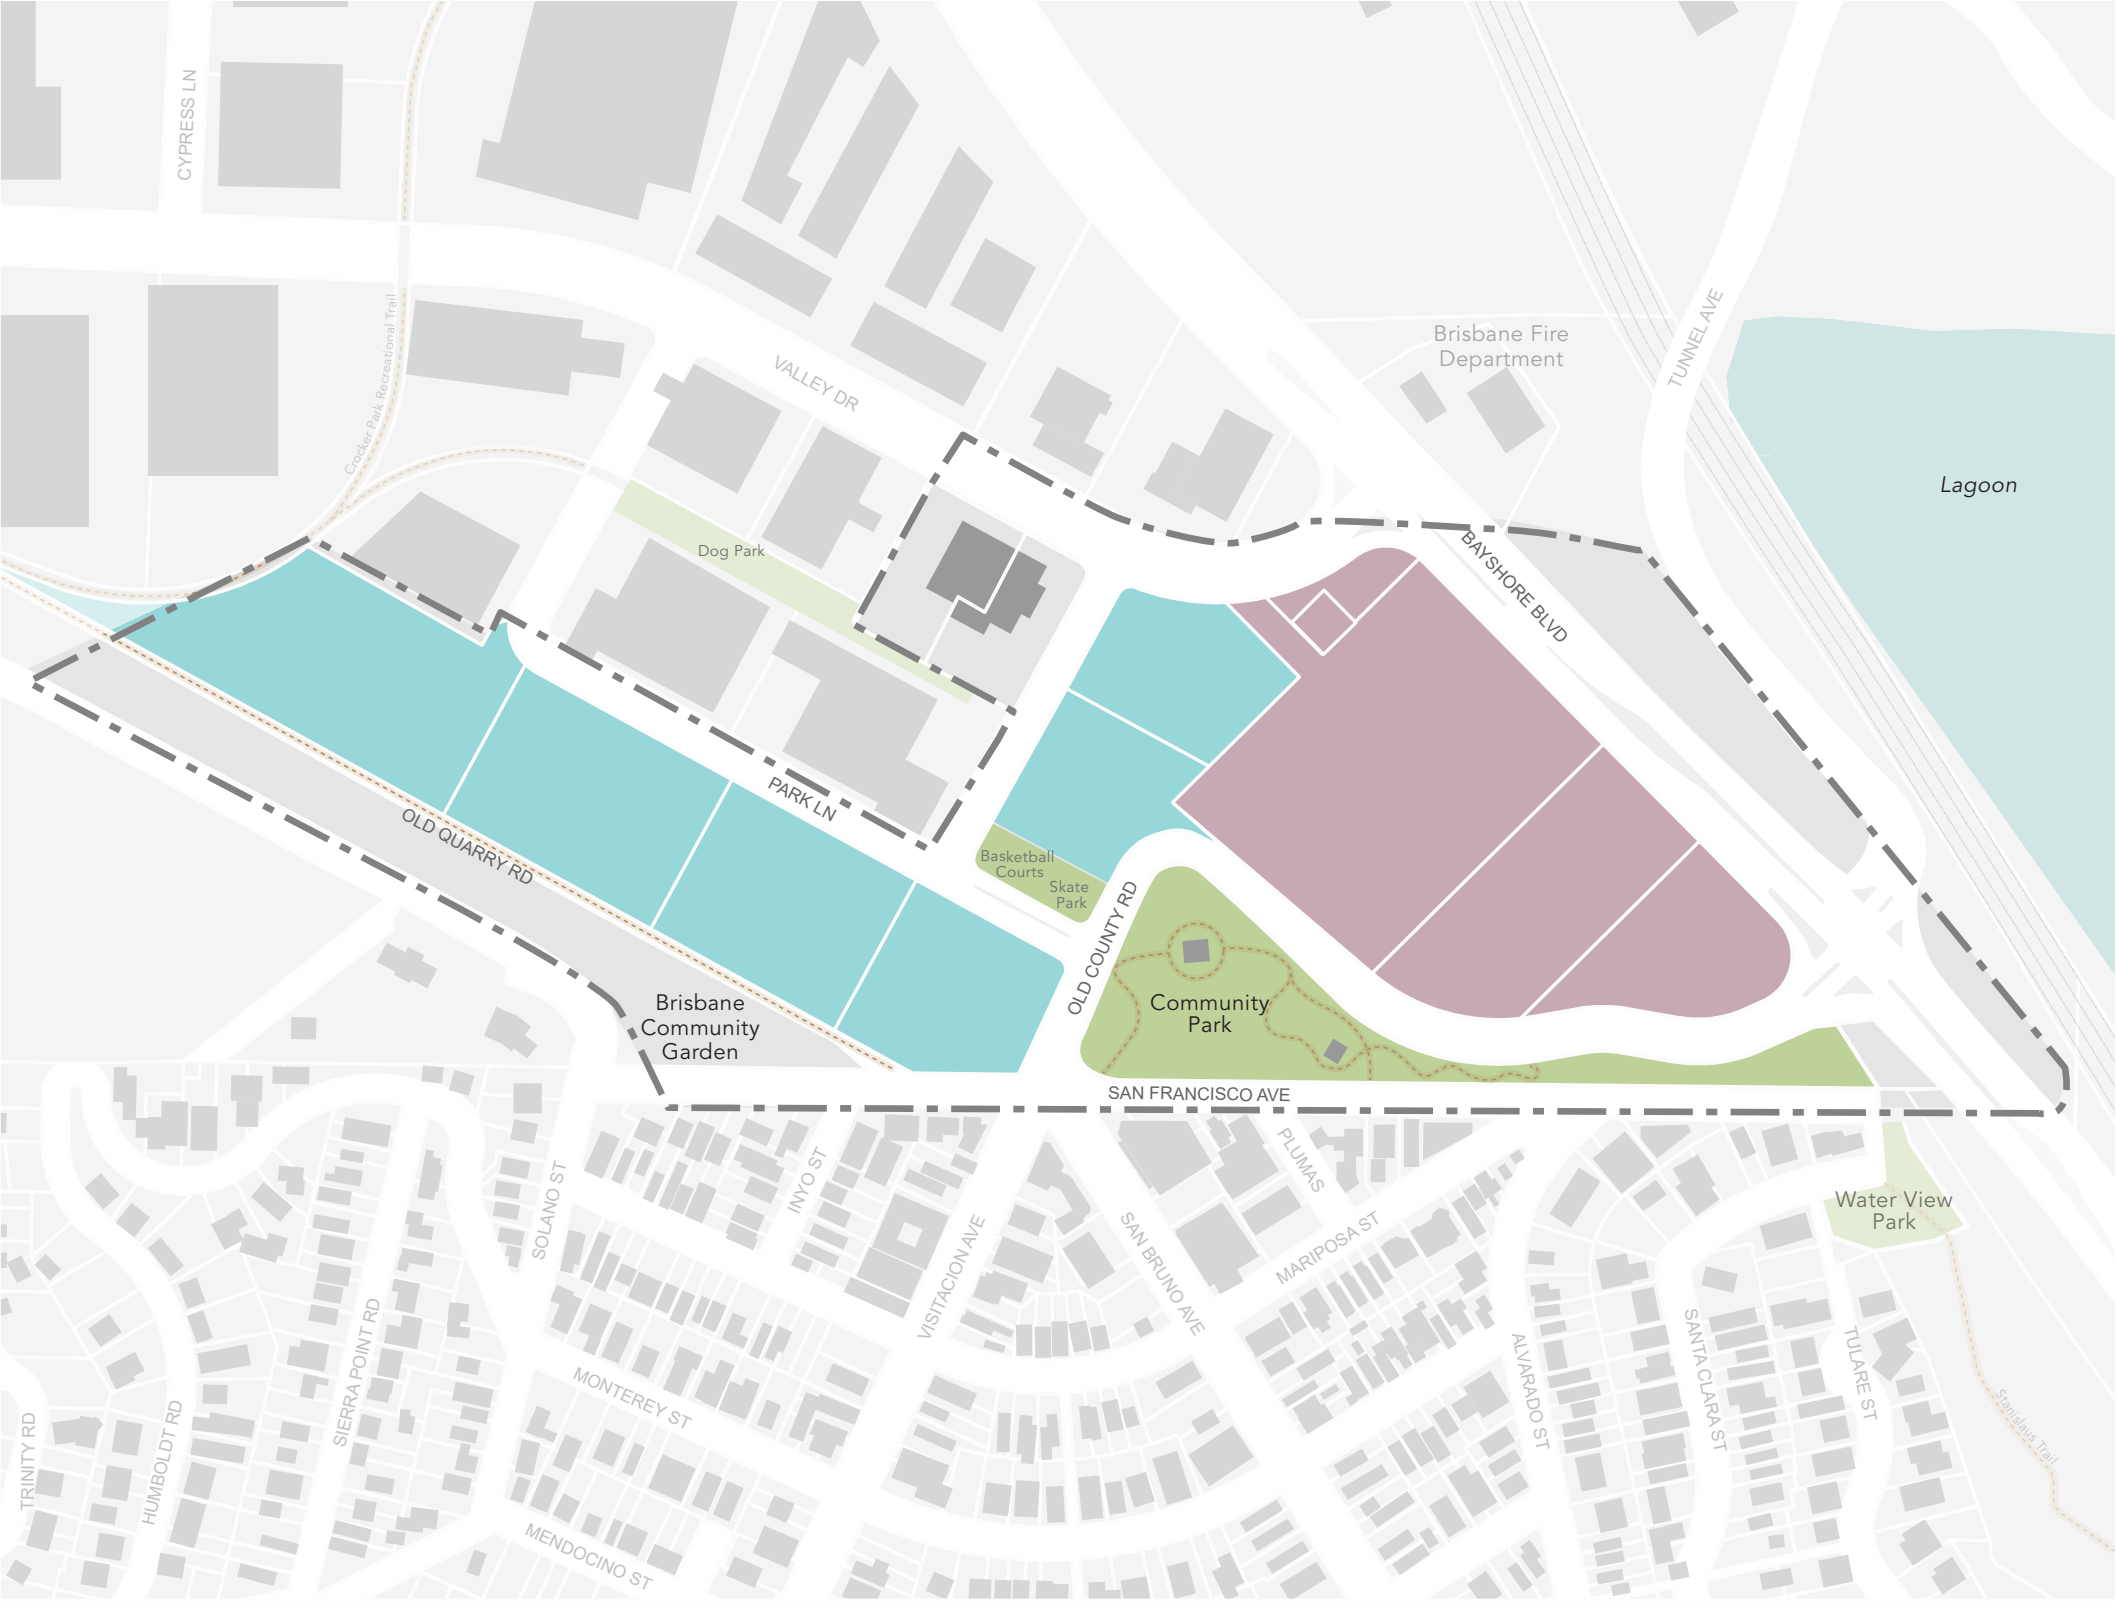 CYPRESS LN
Crocker Park Recreational Trail
VALLEY DR
Brisbane Fire
Department
TUNNEL AVE
Lagoon
Dog Park
BAYSHORE BLVD
PARK LN
OLD QUARRY RD
Basketball
Courts
Skate
Park
OLD COUNTY RD
Brisbane
Community
Garden
Community
Park
SAN FRANCISCO AVE
PLUMAS
INYO ST
SOLANO ST
VISITACION AVE
SAN BRUNO AVE
MARIPOSA ST
Water View
Park
SIERRA POINT RD
MONTEREY ST
ALVARADO ST
SANTA CLARA ST
TULARE ST
Stanislaus Trail
TRINITY RD
HUMBOLDT RD
MENDOCINO ST